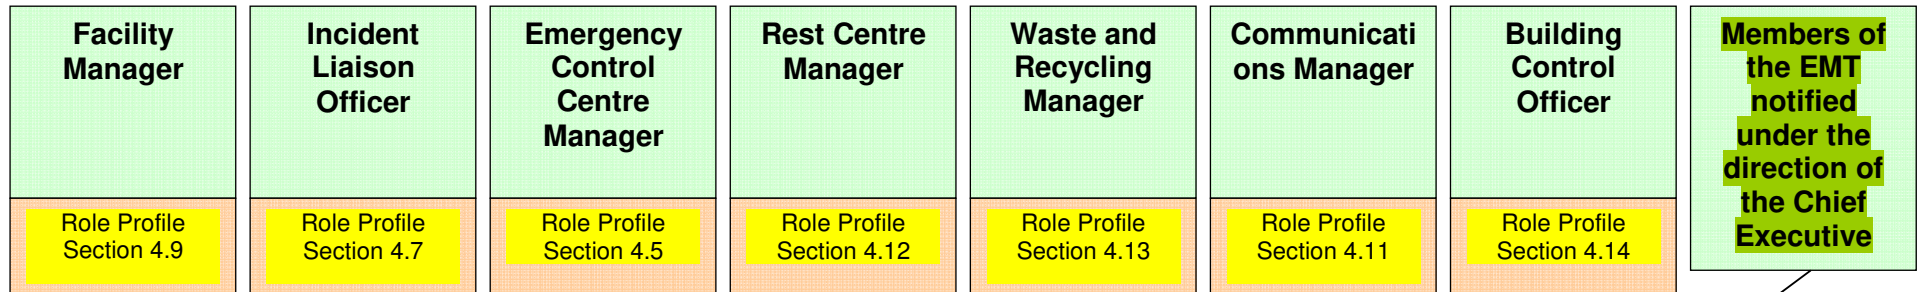 Facility
Manager
Role Profile
Section 4.9
Incident
Liaison
Officer
Role Profile
Section 4.7
Emergency
Control
Centre
Manager
Role Profile
Section 4.5
Rest Centre
Manager
Role Profile
Section 4.12
Waste and
Recycling
Manager
Role Profile
Section 4.13
Communicati
ons Manager
Role Profile
Section 4.11
Building
Control
Officer
Role Profile
Section 4.14
Members of
the EMT
notified
under the
direction of
the Chief
Executive